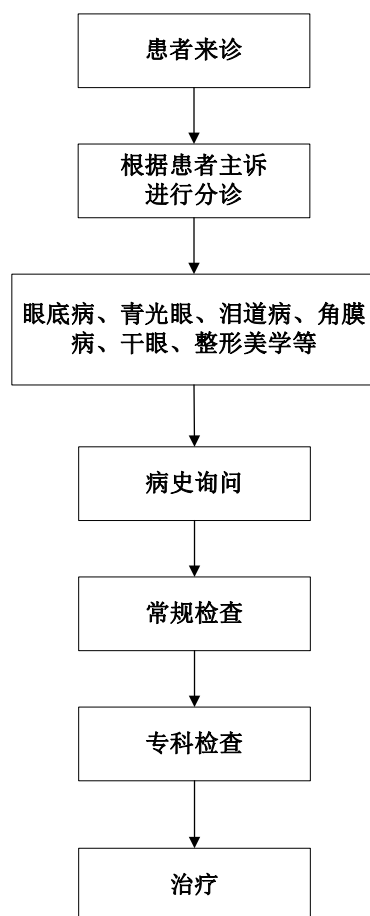 患者来诊
根据患者主诉
进行分诊
眼底病、青光眼、泪道病、角膜
病、干眼、整形美学等
病史询问
常规检查
专科检查
治疗